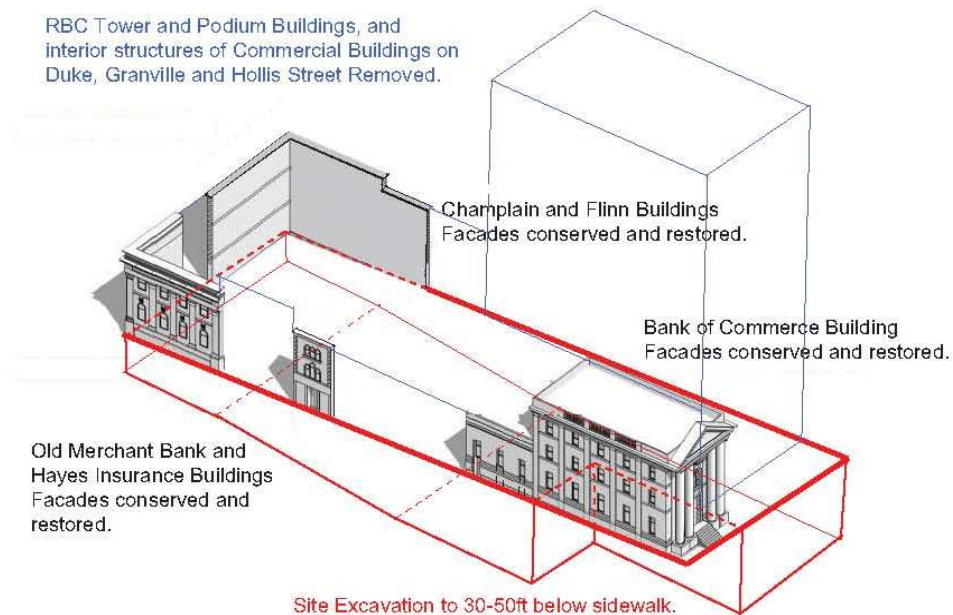 RBC Tower and Podium Buildings, and
interior structures of Commercial Buildings on
Duke, Granville and Hollis Street Removed.
Champlain and Flinn Buildings
Facades conserved and restored.
Bank of Commerce Building
Facades conserved and restored.
Old Merchant Bank and
Hayes Insurance Buildings
Facades conserved and
restored.
Site Excavation to 30-50ft below sidewalk.